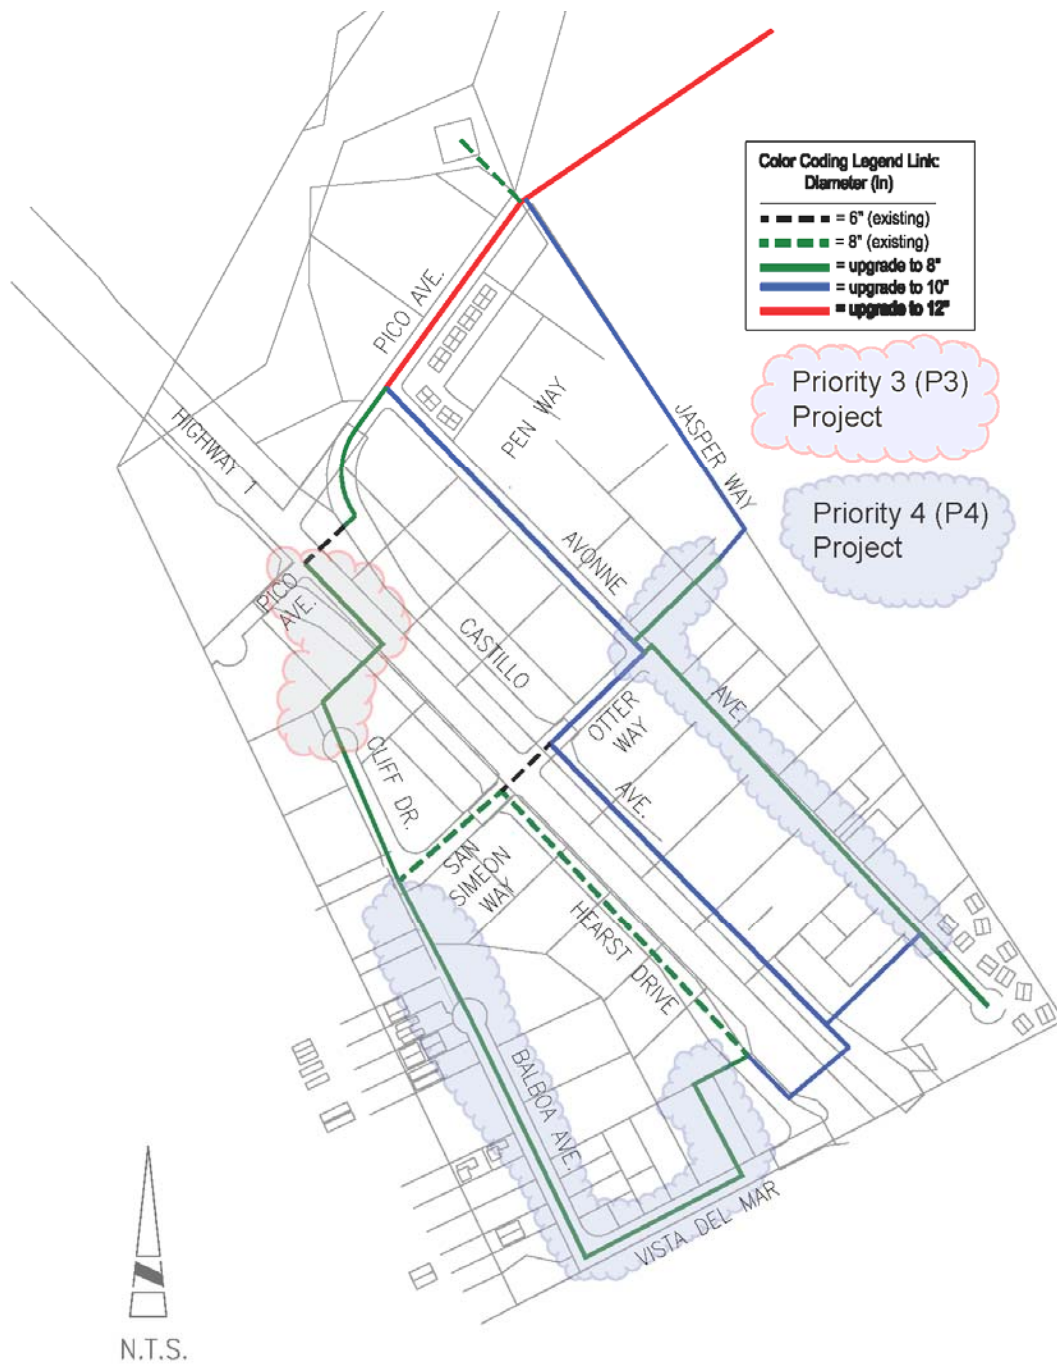 Color Coding Legend Link:
Diameter (in)
= 6" (existing)
= 8" (existing)
= upgrade to 8"
= upgrade to 10"
= upgrade to 12"
Priority 3 (P3)
Project
Priority 4 (P4)
Project
PICO AVE.
HIGHWAY 1
PEN WAY
JASPER WAY
AVONNE
AVE.
PICO
AVE.
CASTILLO
AVE.
OTTER
WAY
CLIFF DR.
SAN
SIMEON
WAY
HEARST DRIVE
BALBOA AVE.
VISTA DEL MAR
N.T.S.